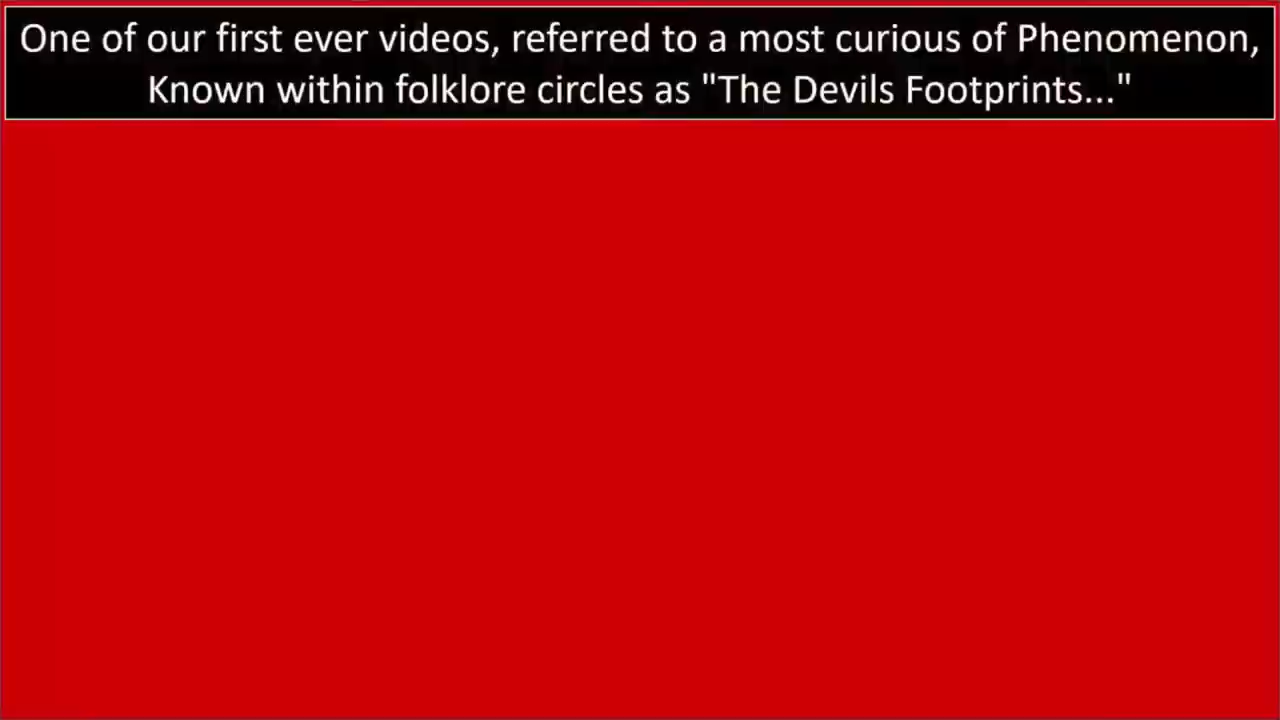 One of our first ever videos, referred to a most curious of Phenomenon,
Known within folklore circles as "The Devils Footprints..."